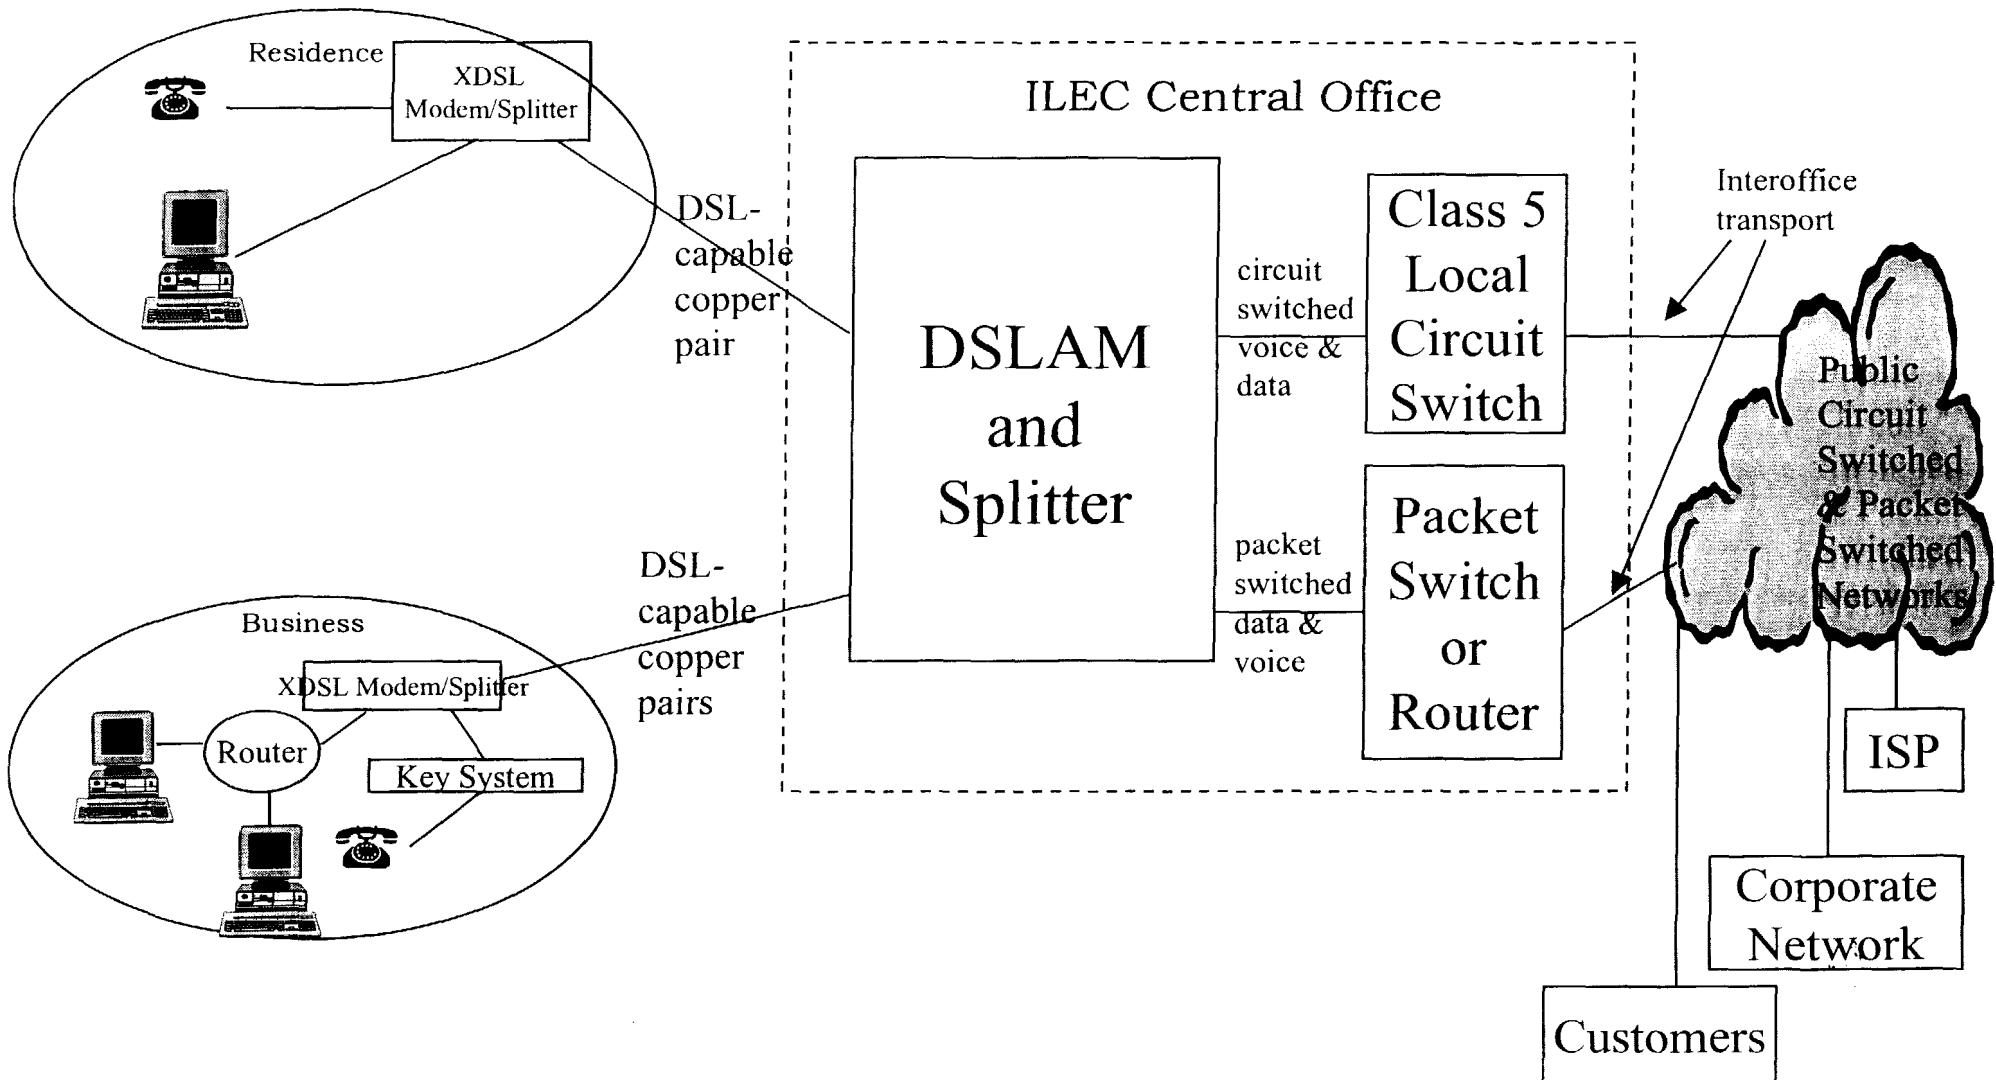 Residence
XDSL
Modem/Splitter
DSL-
capable
copper
pair
ILEC Central Office
DSLAM
and
Splitter
circuit
switched
voice &
data
Class 5
Local
Circuit
Switch
Interoffice
transport
Public
Circuit
Switched
& Packet
Switched
Networks
packet
switched
data &
voice
Packet
Switch
or
Router
DSL-
capable
copper
pairs
Business
XDSL Modem/Splitter
Router
Key System
ISP
Corporate
Network
Customers